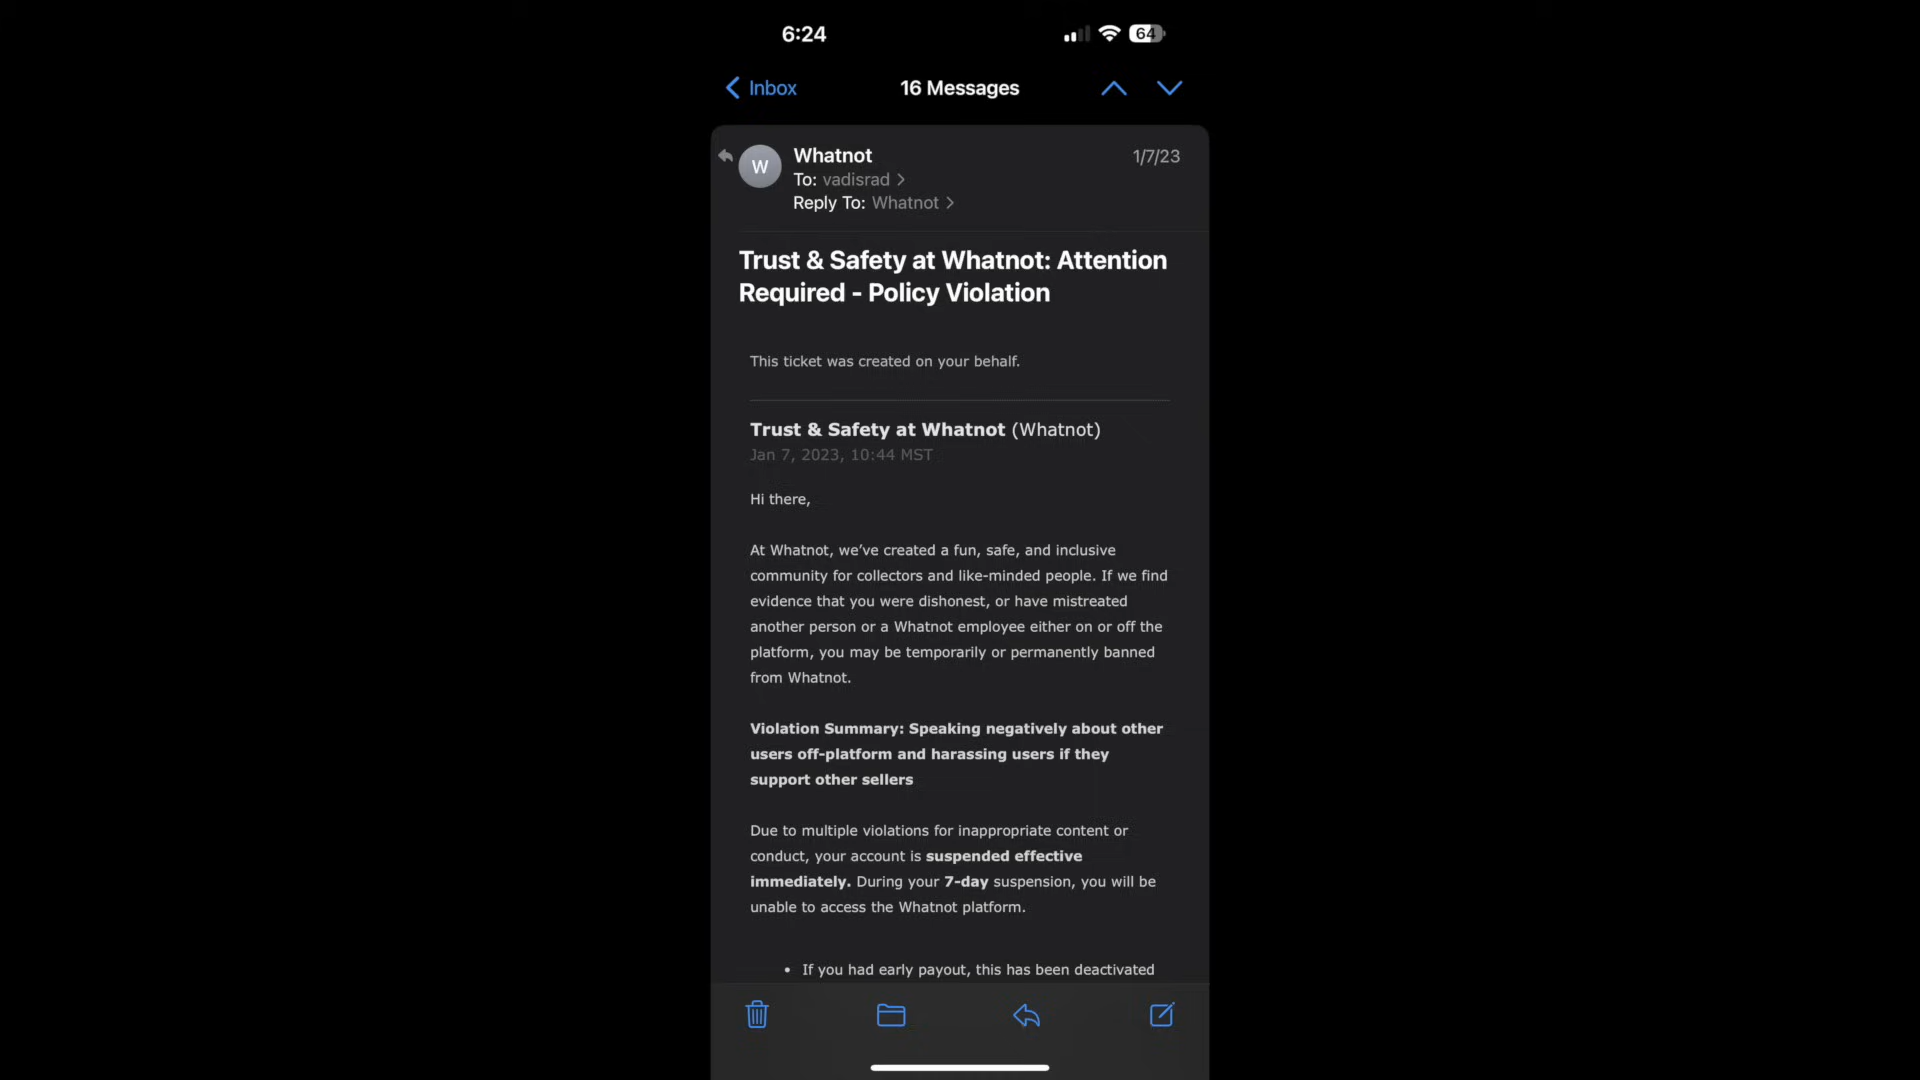 6:24
64
Inbox
16 Messages
W
Whatnot
1/7/23
To: vadisrad
Reply To: Whatnot
Trust & Safety at Whatnot: Attention
Required - Policy Violation
This ticket was created on your behalf.
Trust & Safety at Whatnot (Whatnot)
Jan 7, 2023, 10:44 MST
Hi there,
At Whatnot, we’ve created a fun, safe, and inclusive
community for collectors and like-minded people. If we find
evidence that you were dishonest, or have mistreated
another person or a Whatnot employee either on or off the
platform, you may be temporarily or permanently banned
from Whatnot.
Violation Summary: Speaking negatively about other
users off-platform and harassing users if they
support other sellers
Due to multiple violations for inappropriate content or
conduct, your account is suspended effective
immediately. During your 7-day suspension, you will be
unable to access the Whatnot platform.
• If you had early payout, this has been deactivated